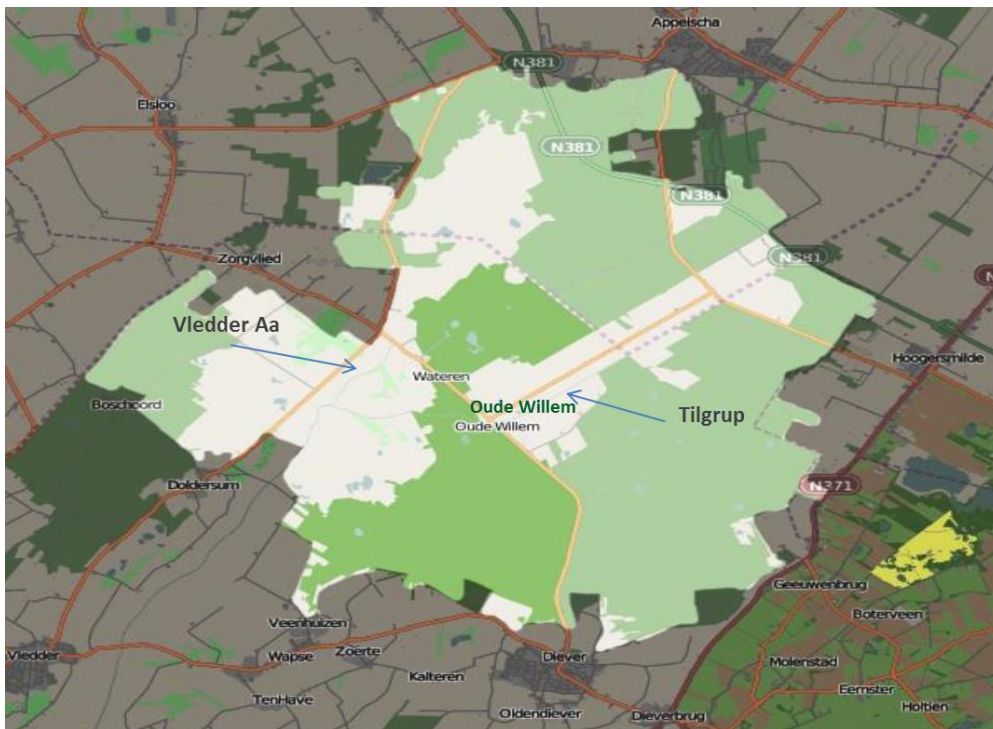 Appelscha
N381
Elsloo
N381
N381
Zorgvlied
N381
N
Vledder Aa
Hoogersmilde
Wateren
Boschoord
Oude Willem
Oude Willem
Tilgrup
Doldersum
N371
Geeuwenbrug
Boterveen
Veenhuizen
Vledder
Wapse
Zoerte
Diever
Molenstad
Kalteren
Eemster
TenHave
Holtien
Oldendiever
Dieverbrug